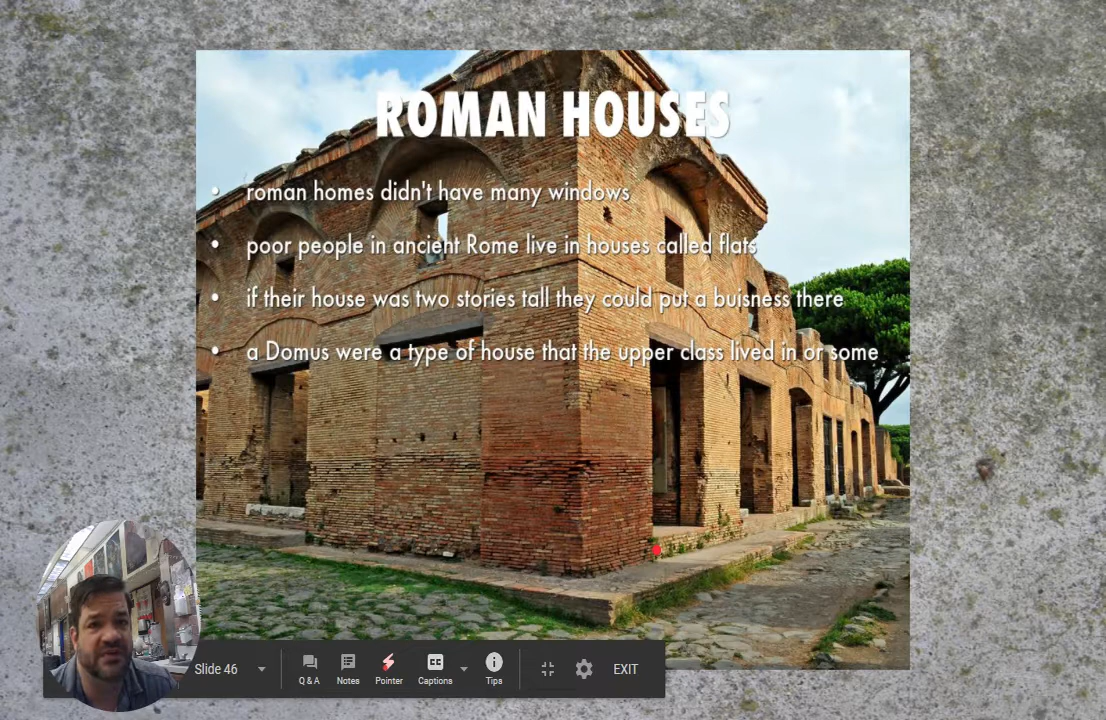 ROMAN HOUSES
• roman homes didn't have many windows
• poor people in ancient Rome live in houses called flats
• if their house was two stories tall they could put a buisness there
• a Domus were a type of house that the upper class lived in or some
Slide 46
Q & A
Notes
Pointer
Captions
Tips
EXIT